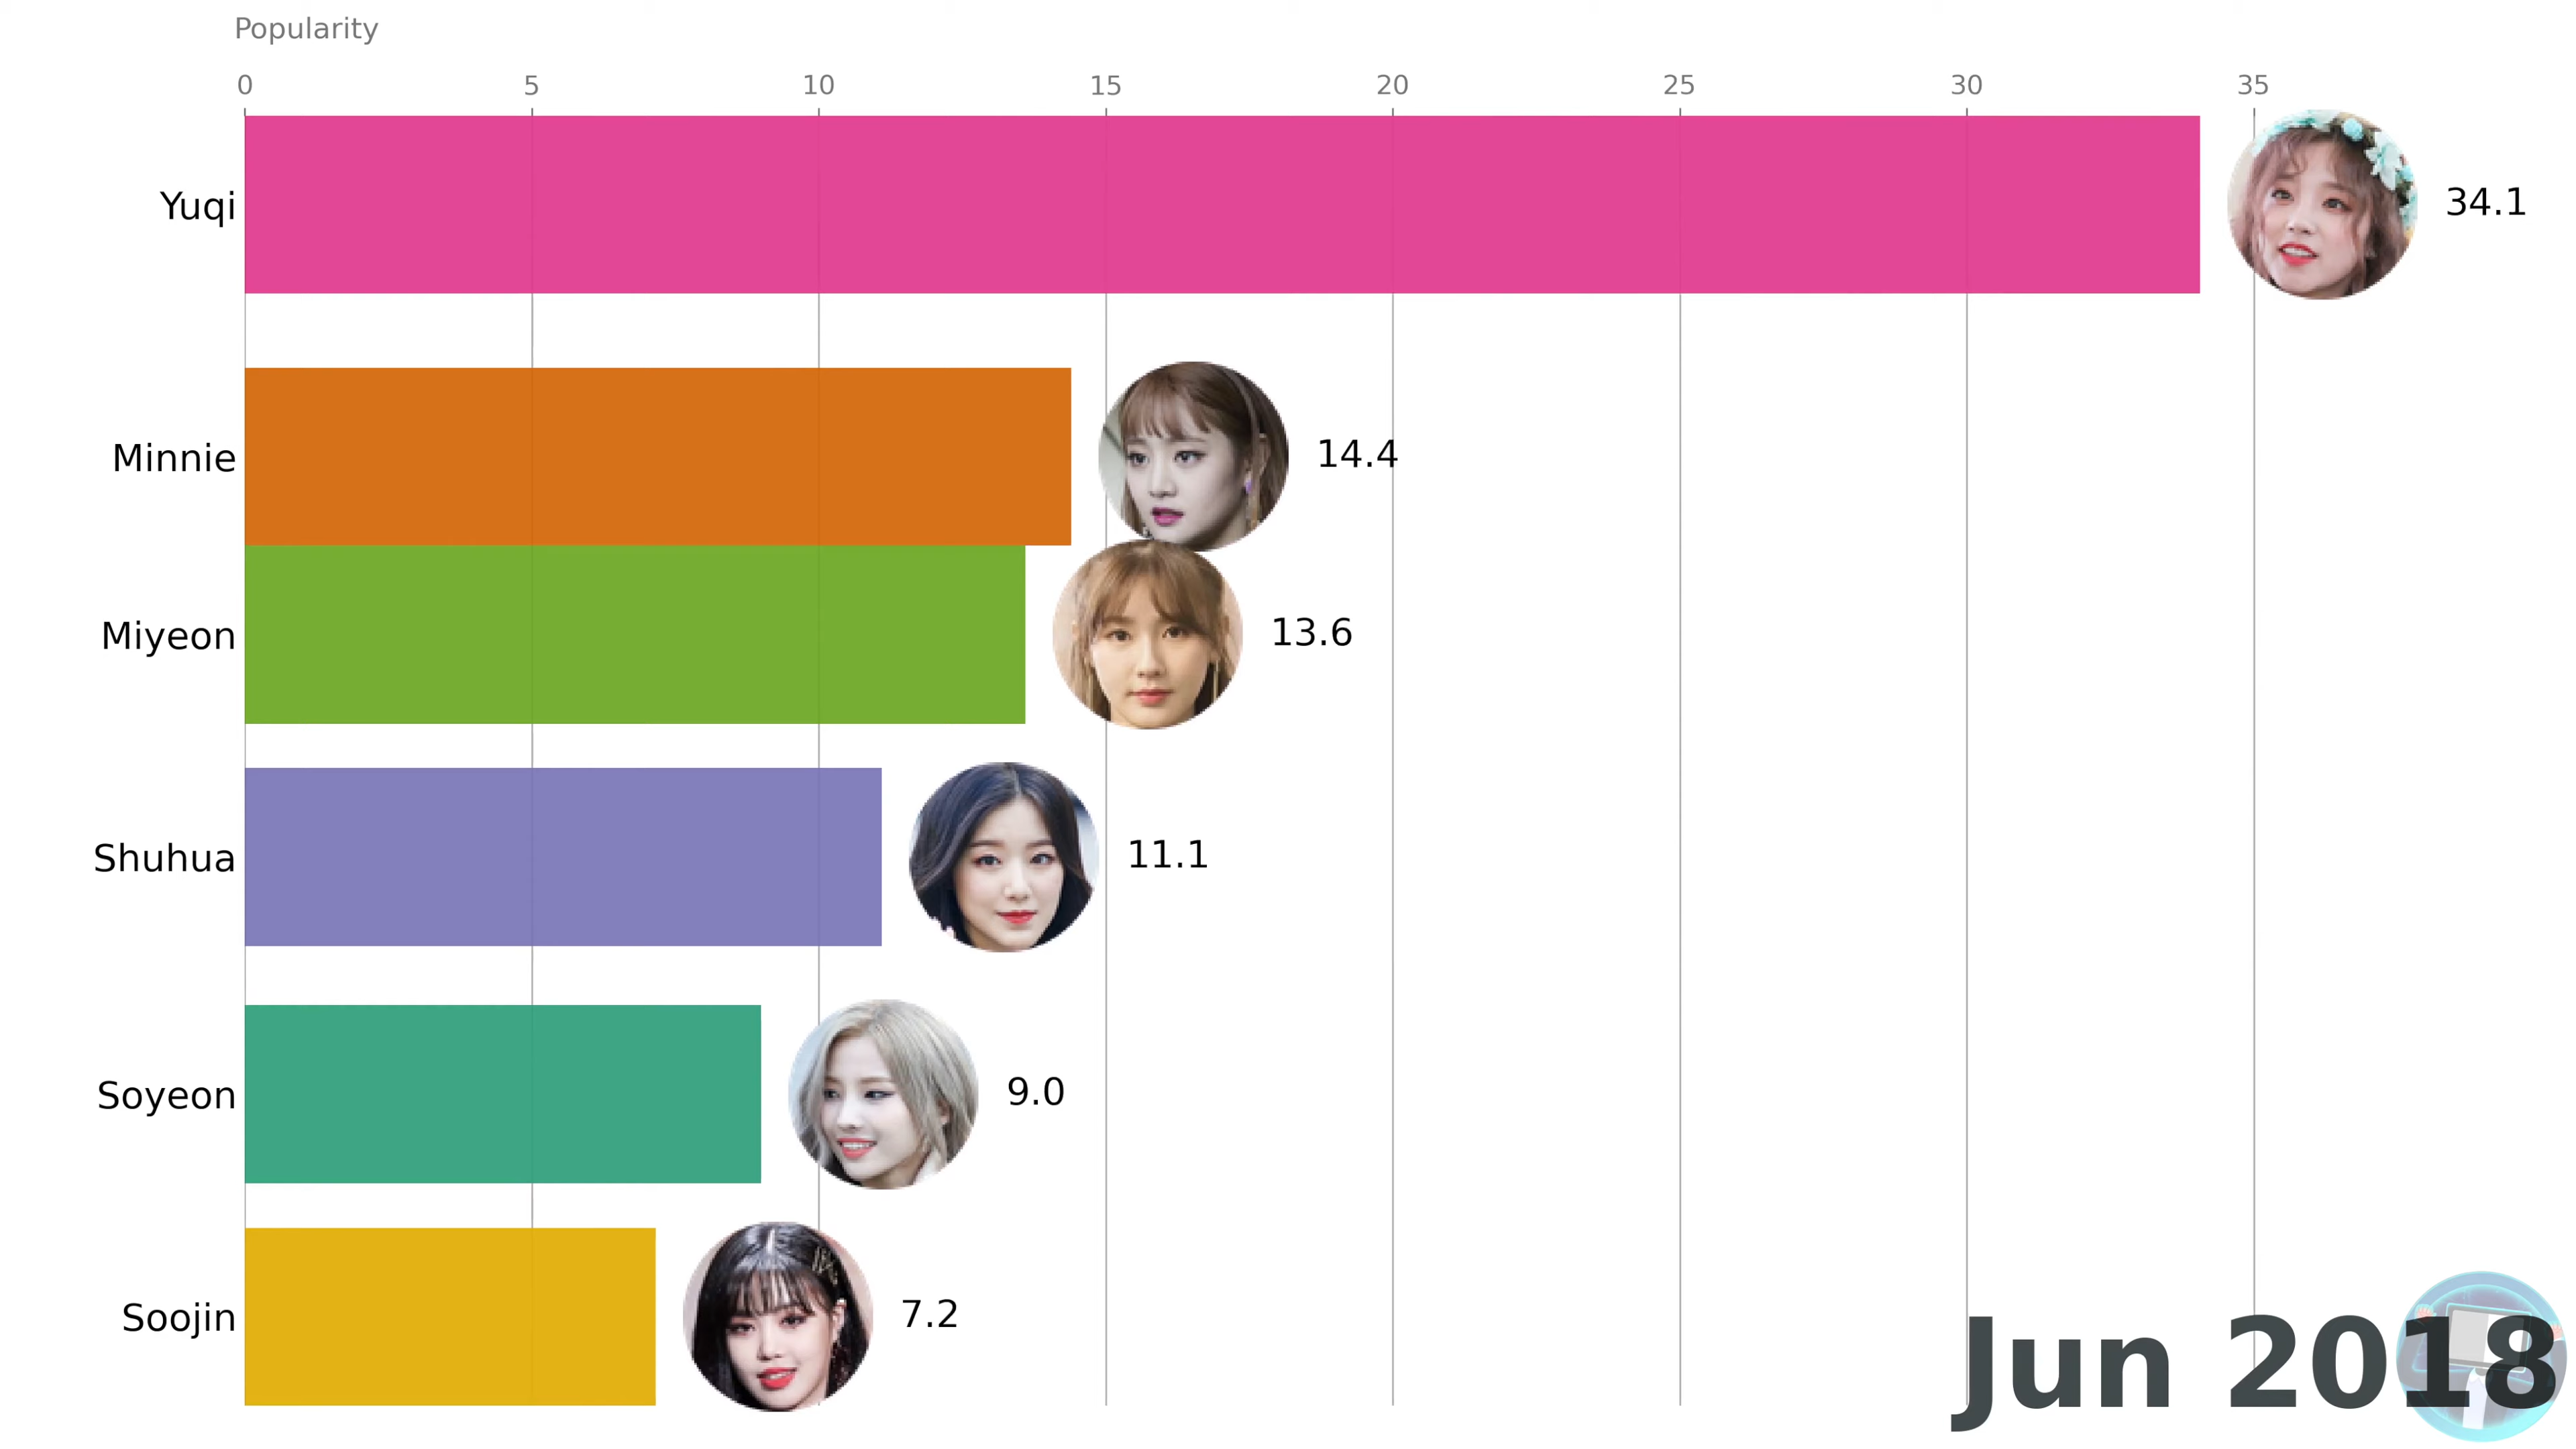 Popularity
0 5 10 15 20 25 30 35
Yuqi 34.1
Minnie 14.4
Miyeon 13.6
Shuhua 11.1
Soyeon 9.0
Soojin 7.2
Jun 2018